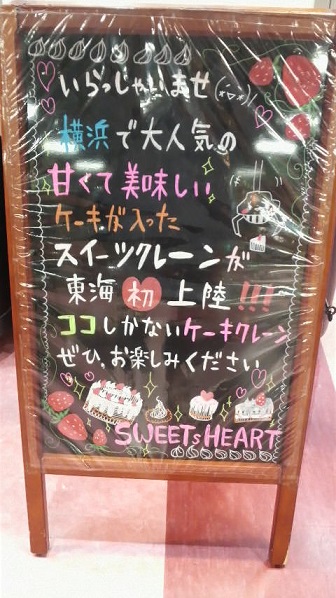 いらっしゃいませ(*^▽^*)
横浜で大人気の
甘くて美味しい
ケーキが入った
スイーツクレーンが
東海初上陸!!!
ココしかないケーキクレーン
ぜひ、お楽しみください
SWEETsHEART